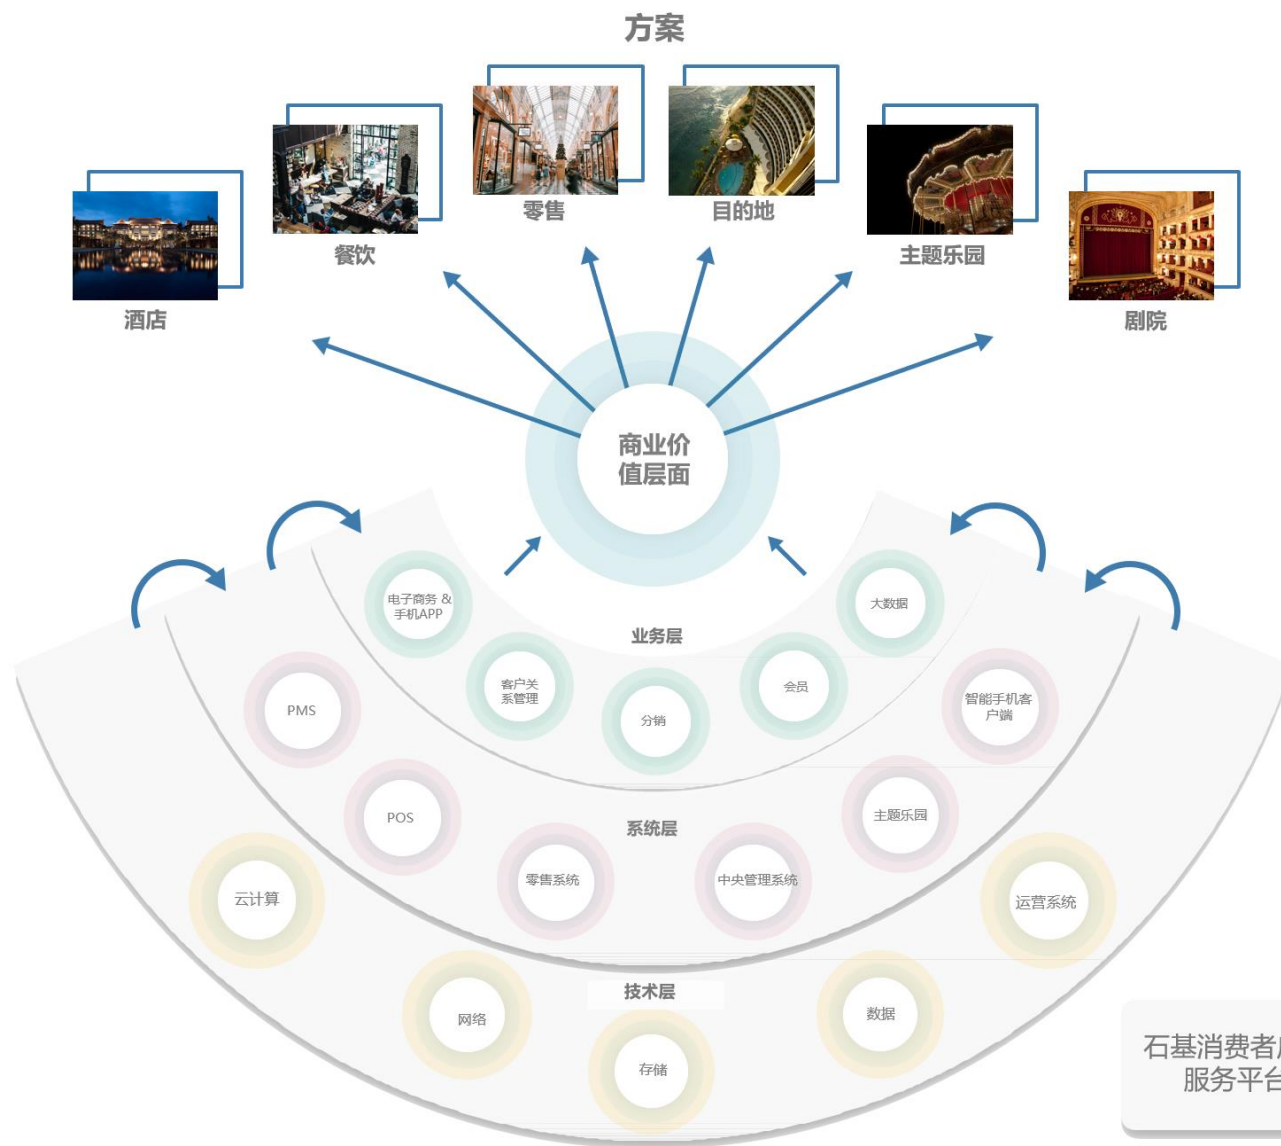 方案
零售
目的地
餐饮
主题乐园
酒店
剧院
商业价
值层面
电子商务 &
手机APP
大数据
业务层
客户关
系管理
会员
分销
PMS
智能手机客
户端
POS
主题乐园
系统层
零售系统
中央管理系统
云计算
运营系统
技术层
网络
数据
存储
石基消费者
服务平台